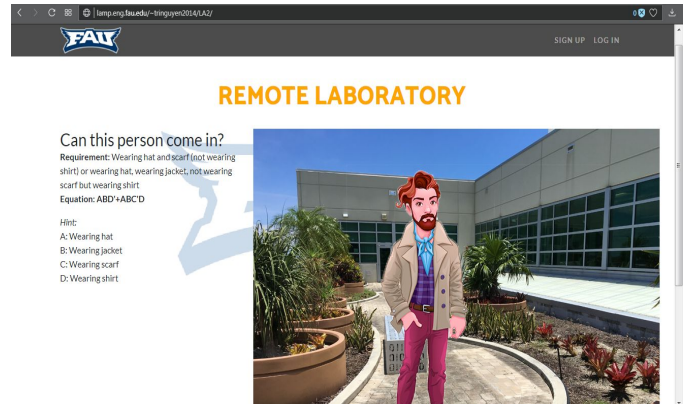 lamp.eng.fau.edu/~tringuyen2014/LA2/
0
FAU
SIGN UP LOG IN
REMOTE LABORATORY
Can this person come in?
Requirement: Wearing hat and scarf (not wearing
shirt) or wearing hat, wearing jacket, not wearing
scarf but wearing shirt
Equation: ABD'+ABC'D
Hint:
A: Wearing hat
B: Wearing jacket
C: Wearing scarf
D: Wearing shirt